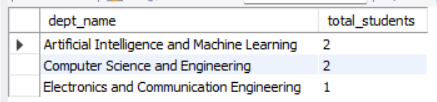 dept_name total_students
Artificial Intelligence and Machine Learning 2
Computer Science and Engineering 2
Electronics and Communication Engineering 1